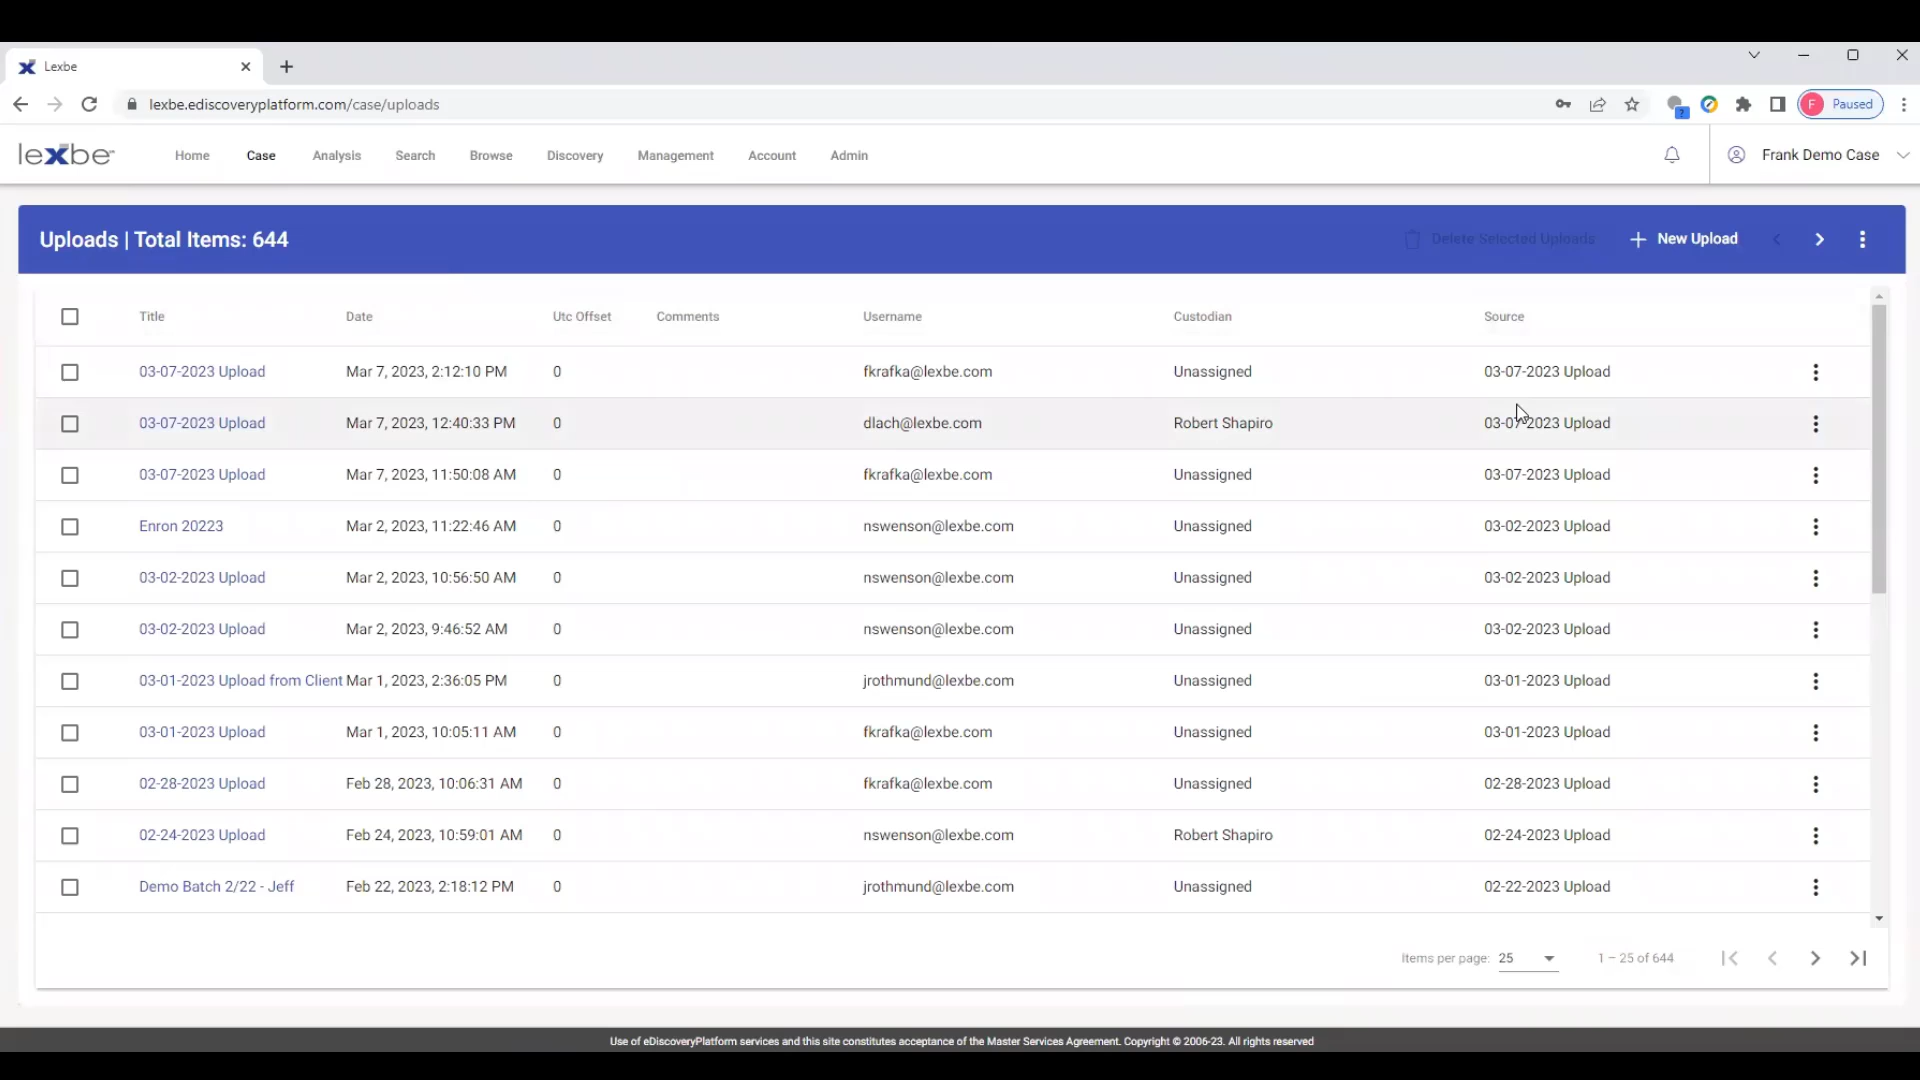 Lexbe
lexbe.ediscoveryplatform.com/case/uploads
F Paused
lexbe Home Case Analysis Search Browse Discovery Management Account Admin Frank Demo Case
Uploads | Total Items: 644 Delete Selected Uploads New Upload
Title Date Utc Offset Comments Username Custodian Source
03-07-2023 Upload Mar 7, 2023, 2:12:10 PM 0 fkrafka@lexbe.com Unassigned 03-07-2023 Upload
03-07-2023 Upload Mar 7, 2023, 12:40:33 PM 0 dlach@lexbe.com Robert Shapiro 03-07-2023 Upload
03-07-2023 Upload Mar 7, 2023, 11:50:08 AM 0 fkrafka@lexbe.com Unassigned 03-07-2023 Upload
Enron 20223 Mar 2, 2023, 11:22:46 AM 0 nswenson@lexbe.com Unassigned 03-02-2023 Upload
03-02-2023 Upload Mar 2, 2023, 10:56:50 AM 0 nswenson@lexbe.com Unassigned 03-02-2023 Upload
03-02-2023 Upload Mar 2, 2023, 9:46:52 AM 0 nswenson@lexbe.com Unassigned 03-02-2023 Upload
03-01-2023 Upload from Client Mar 1, 2023, 2:36:05 PM 0 jrothmund@lexbe.com Unassigned 03-01-2023 Upload
03-01-2023 Upload Mar 1, 2023, 10:05:11 AM 0 fkrafka@lexbe.com Unassigned 03-01-2023 Upload
02-28-2023 Upload Feb 28, 2023, 10:06:31 AM 0 fkrafka@lexbe.com Unassigned 02-28-2023 Upload
02-24-2023 Upload Feb 24, 2023, 10:59:01 AM 0 nswenson@lexbe.com Robert Shapiro 02-24-2023 Upload
Demo Batch 2/22 - Jeff Feb 22, 2023, 2:18:12 PM 0 jrothmund@lexbe.com Unassigned 02-22-2023 Upload
Items per page: 25 1 – 25 of 644
Use of eDiscoveryPlatform services and this site constitutes acceptance of the Master Services Agreement. Copyright © 2006-23. All rights reserved